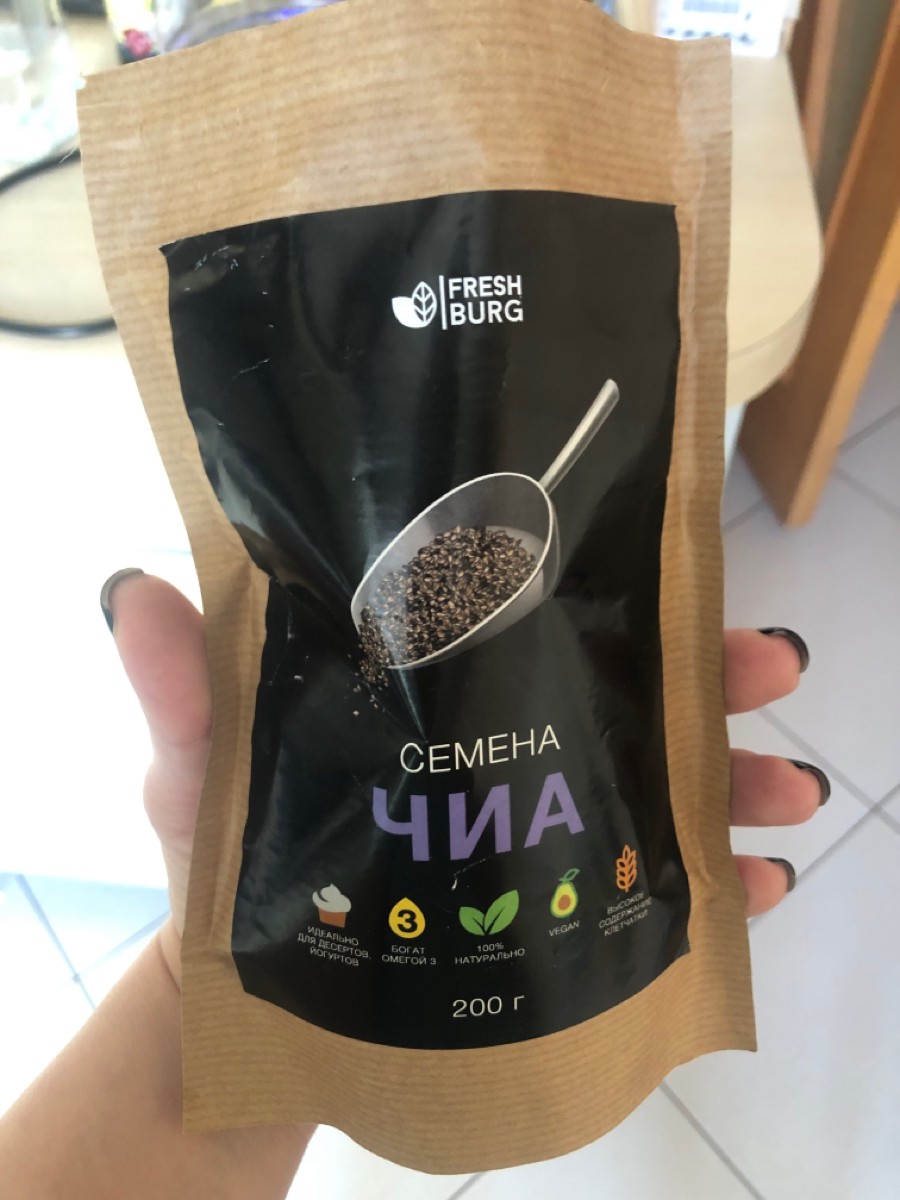 FRESH
BURG
СЕМЕНА
ЧИА
ИДЕАЛЬНО
ДЛЯ ДЕСЕРТОВ,
ЙОГУРТОВ
3
БОГАТ
ОМЕГОЙ 3
100%
НАТУРАЛЬНО
VEGAN
ВЫСОКОЕ
СОДЕРЖАНИЕ
КЛЕТЧАТКИ
200 г